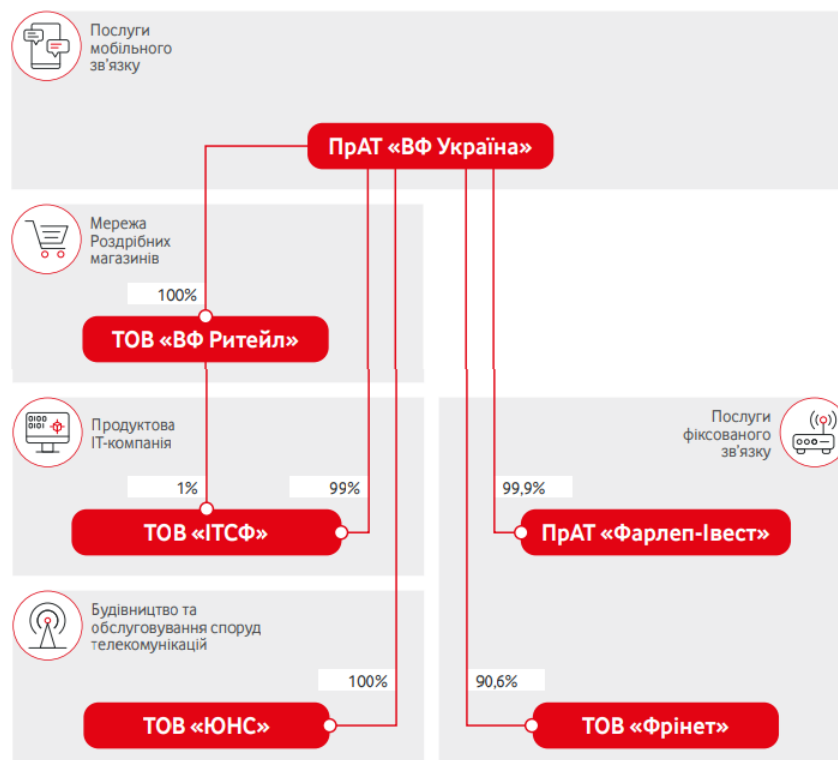 Послуги
мобільного
зв'язку
ПрАТ «ВФ Україна»
Мережа
Роздрібних
магазинів
100%
ТОВ «ВФ Ритейл»
0100
0101
Продуктова
ІТ-компанія
1%
99%
ТОВ «ІТСФ»
Послуги
фіксованого
зв'язку
99,9%
ПрАТ «Фарлеп-Івест»
Будівництво та
обслуговування споруд
телекомунікацій
100%
ТОВ «ЮНС»
90,6%
ТОВ «Фрінет»